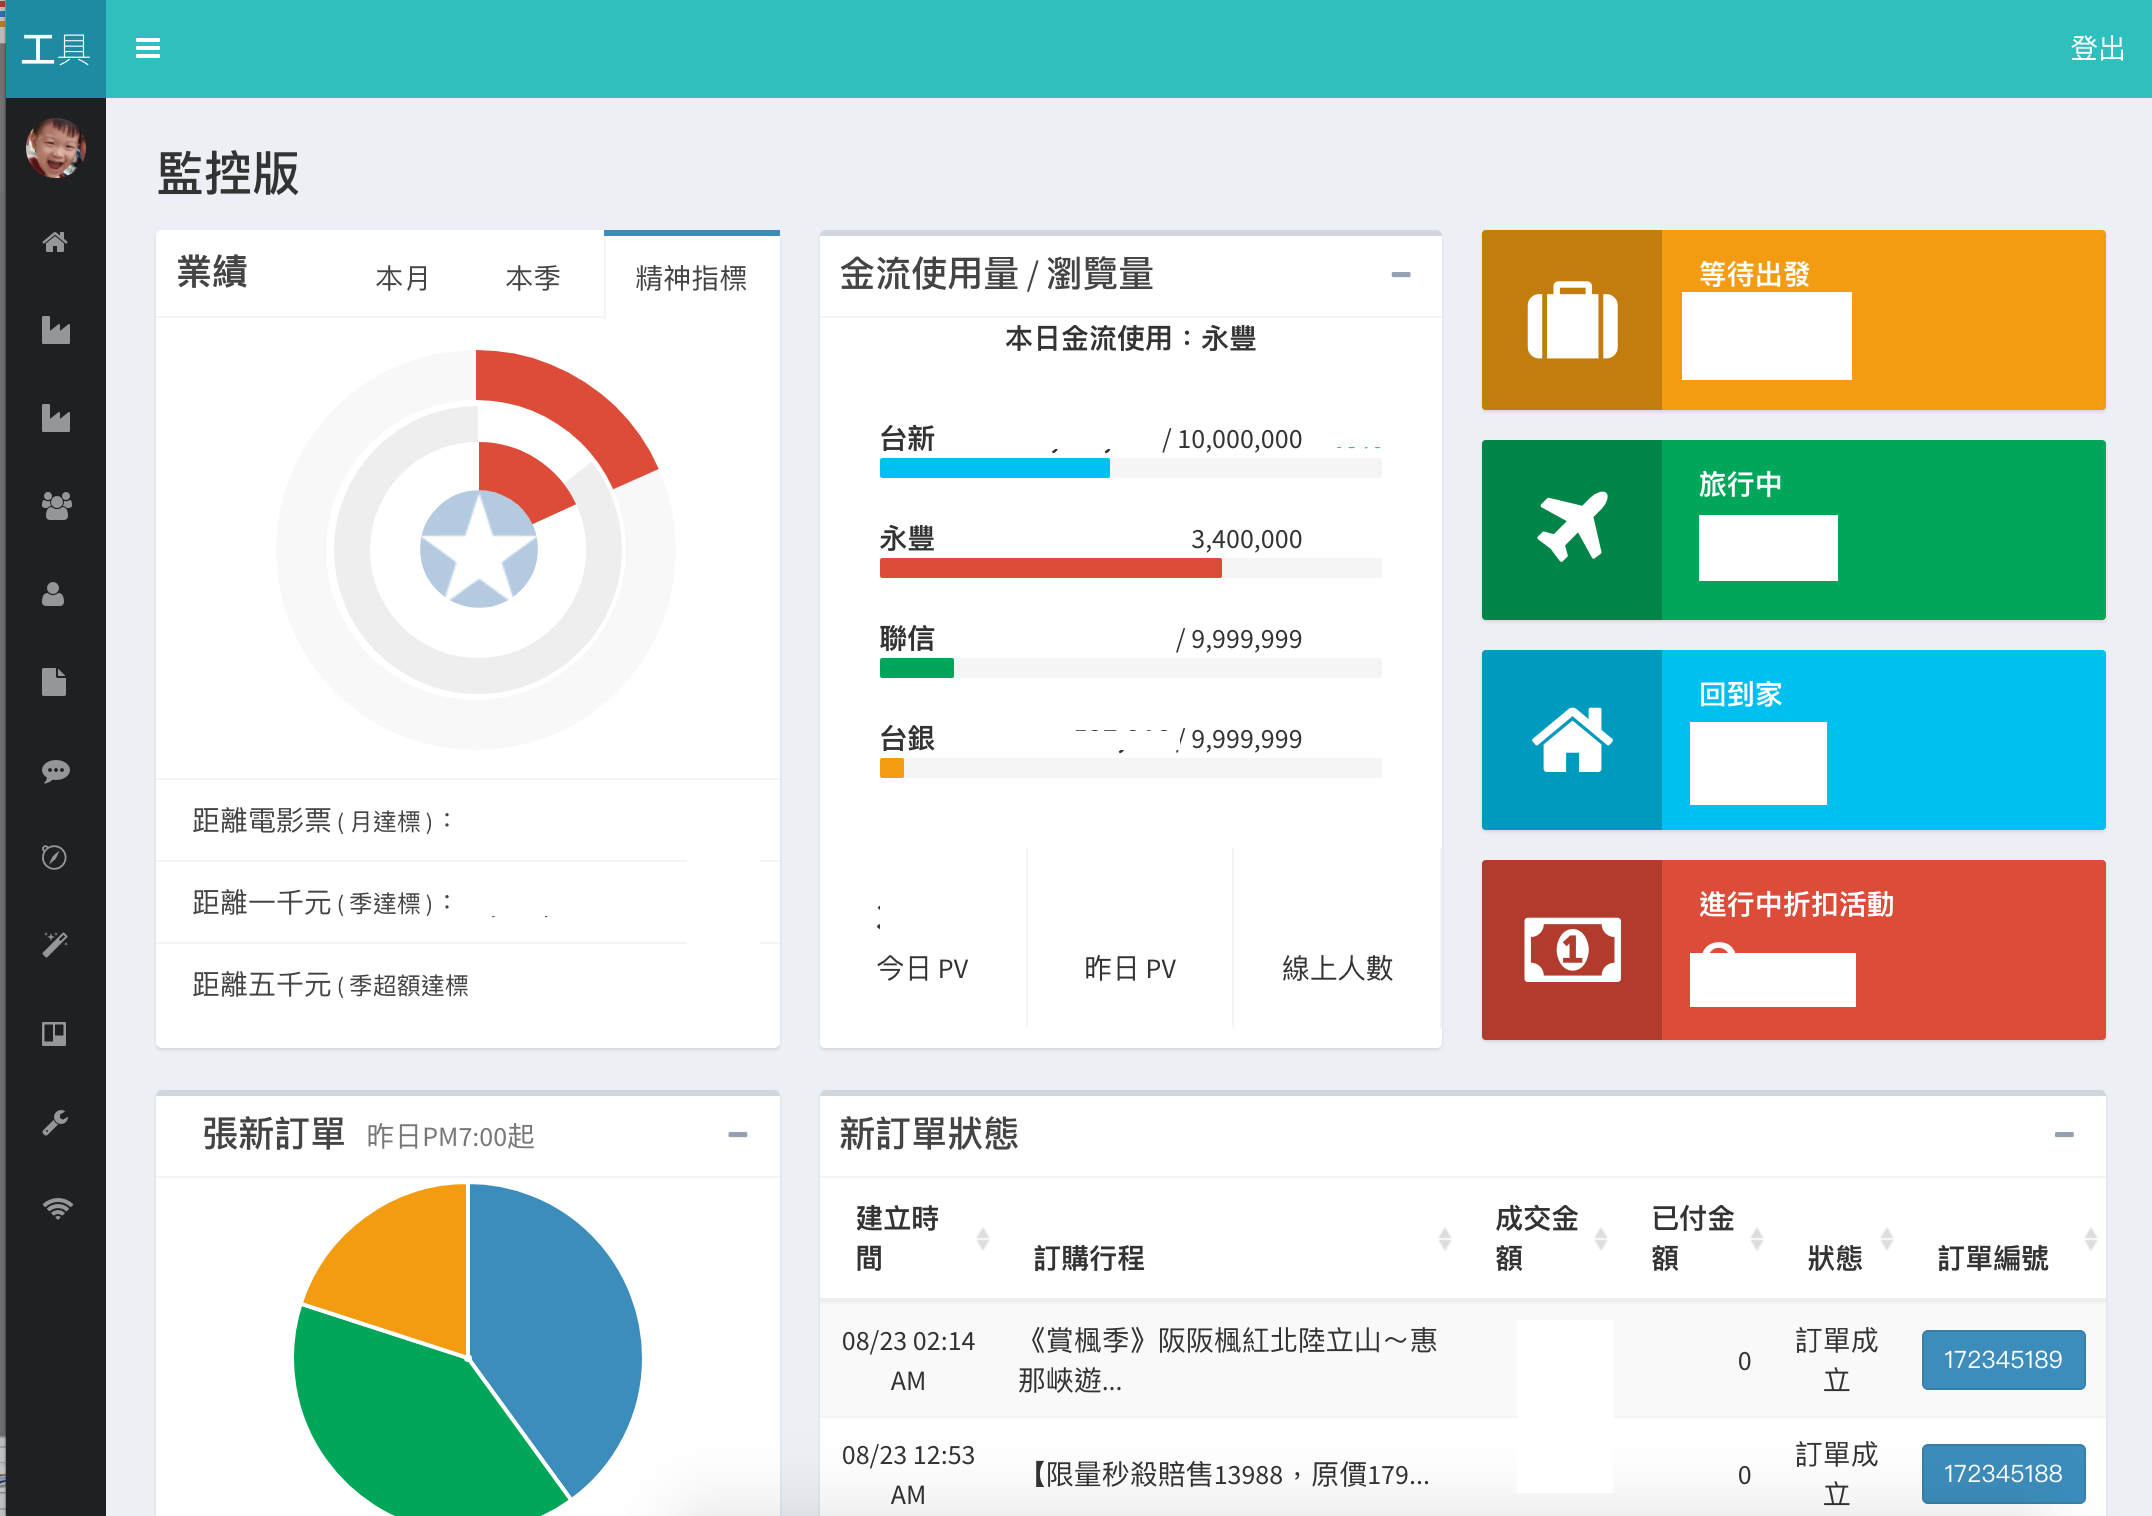 工具
登出
監控版
業績 本月 本季 精神指標
距離電影票 ( 月達標 )：
距離一千元 ( 季達標 )：
距離五千元 ( 季超額達標
金流使用量 / 瀏覽量
本日金流使用：永豐
台新 / 10,000,000
永豐 3,400,000
聯信 / 9,999,999
台銀 / 9,999,999
今日 PV 昨日 PV 線上人數
等待出發
旅行中
回到家
進行中折扣活動
張新訂單 昨日PM7:00起
新訂單狀態
建立時間 訂購行程 成交金額 已付金額 狀態 訂單編號
08/23 02:14 AM 《賞楓季》阪阪楓紅北陸立山～惠那峽遊... 0 訂單成立 172345189
08/23 12:53 AM 【限量秒殺賠售13988，原價179... 0 訂單成立 172345188